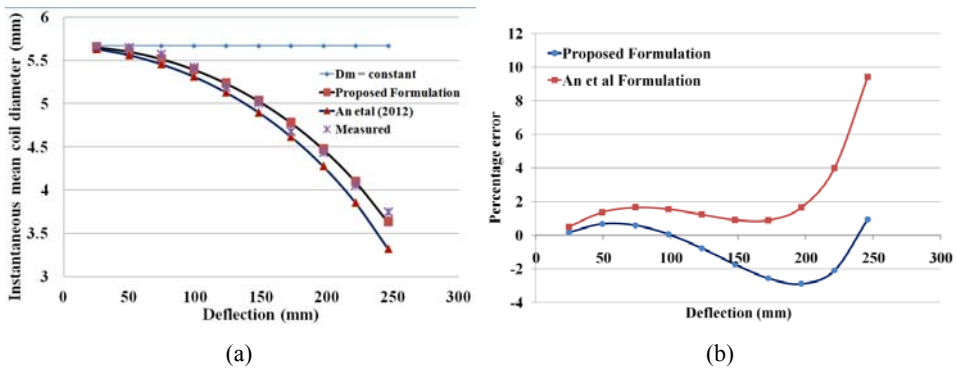 6
5.5
5
4.5
4
3.5
3
0
50
100
150
200
250
300
Instantaneous mean coil diameter (mm)
Deflection (mm)
Dm = constant
Proposed Formulation
An etal (2012)
Measured
(a)
12
10
8
6
4
2
0
-2
-4
0
50
100
150
200
250
300
Percentage error
Deflection (mm)
Proposed Formulation
An et al Formulation
(b)